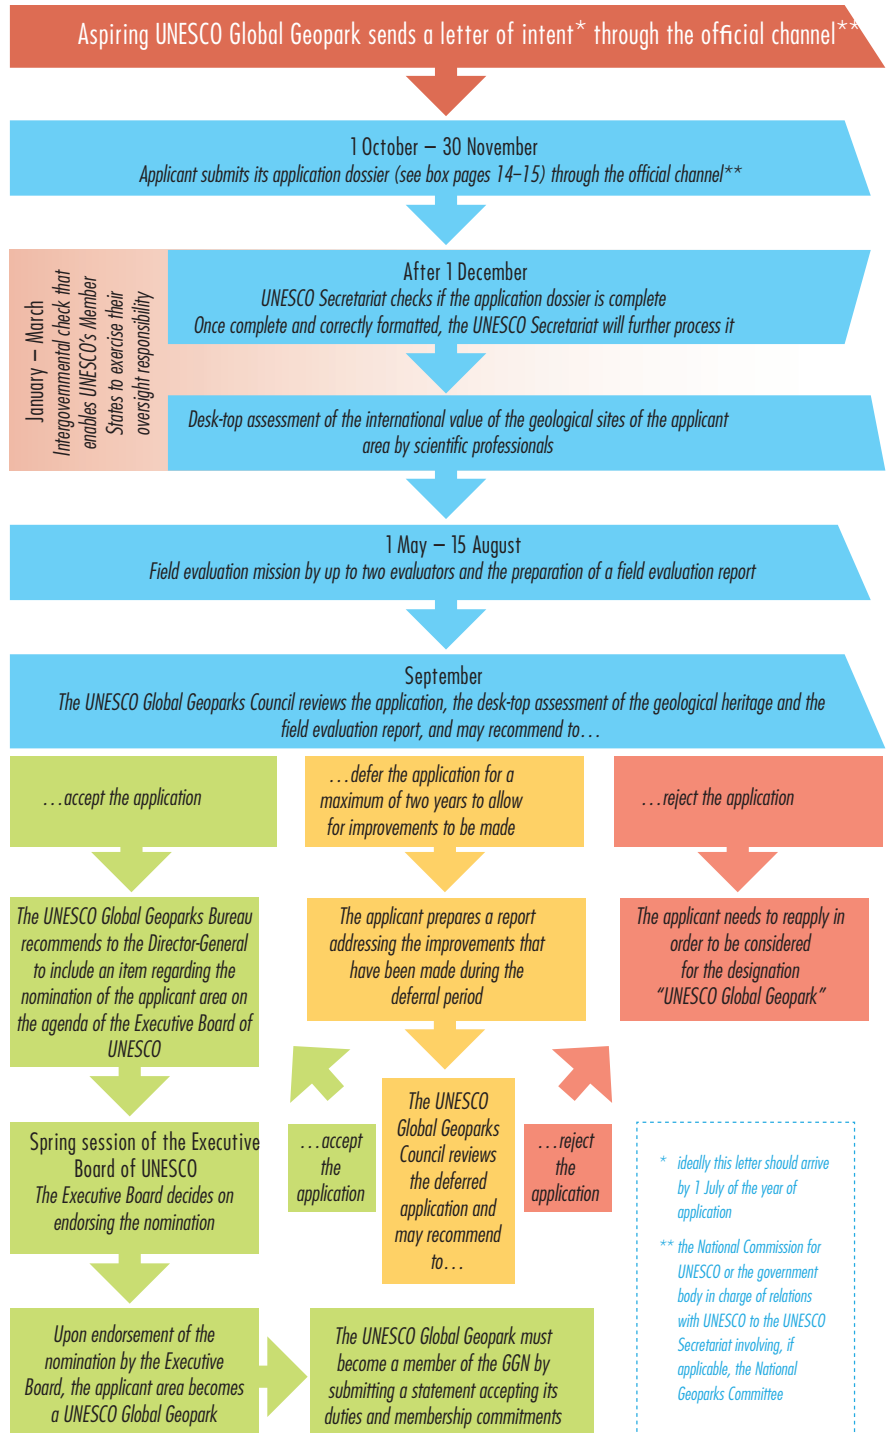 Aspiring UNESCO Global Geopark sends a letter of intent* through the official channel**
1 October – 30 November
Applicant submits its application dossier (see box pages 14–15) through the official channel**
January – March
Intergovernmental check that
enables UNESCO's Member
States to exercise their
oversight responsibility
After 1 December
UNESCO Secretariat checks if the application dossier is complete
Once complete and correctly formatted, the UNESCO Secretariat will further process it
Desk-top assessment of the international value of the geological sites of the applicant
area by scientific professionals
1 May – 15 August
Field evaluation mission by up to two evaluators and the preparation of a field evaluation report
September
The UNESCO Global Geoparks Council reviews the application, the desk-top assessment of the geological heritage and the
field evaluation report, and may recommend to…
…accept the application
…defer the application for a
maximum of two years to allow
for improvements to be made
…reject the application
The UNESCO Global Geoparks Bureau
recommends to the Director-General
to include an item regarding the
nomination of the applicant area on
the agenda of the Executive Board of
UNESCO
The applicant prepares a report
addressing the improvements that
have been made during the
deferral period
The applicant needs to reapply in
order to be considered
for the designation
“UNESCO Global Geopark”
Spring session of the Executive
Board of UNESCO
The Executive Board decides on
endorsing the nomination
…accept
the
application
The UNESCO
Global Geoparks
Council reviews
the deferred
application and
may recommend
to…
…reject
the
application
Upon endorsement of the
nomination by the Executive
Board, the applicant area becomes
a UNESCO Global Geopark
The UNESCO Global Geopark must
become a member of the GGN by
submitting a statement accepting its
duties and membership commitments
* ideally this letter should arrive
by 1 July of the year of
application
** the National Commission for
UNESCO or the government
body in charge of relations
with UNESCO to the UNESCO
Secretariat involving, if
applicable, the National
Geoparks Committee